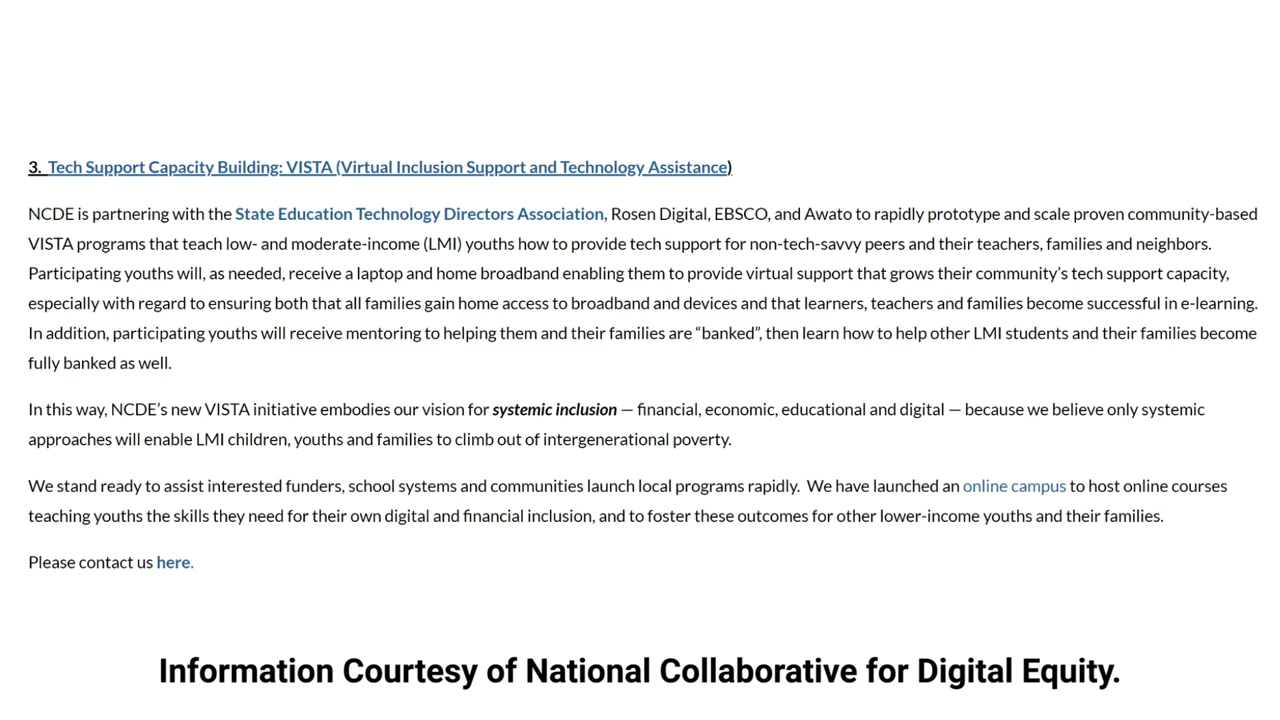 3.  Tech Support Capacity Building: VISTA (Virtual Inclusion Support and Technology Assistance)
NCDE is partnering with the State Education Technology Directors Association, Rosen Digital, EBSCO, and Awato to rapidly prototype and scale proven community-based
VISTA programs that teach low- and moderate-income (LMI) youths how to provide tech support for non-tech-savvy peers and their teachers, families and neighbors.
Participating youths will, as needed, receive a laptop and home broadband enabling them to provide virtual support that grows their community’s tech support capacity,
especially with regard to ensuring both that all families gain home access to broadband and devices and that learners, teachers and families become successful in e-learning.
In addition, participating youths will receive mentoring to helping them and their families are “banked”, then learn how to help other LMI students and their families become
fully banked as well.
In this way, NCDE’s new VISTA initiative embodies our vision for systemic inclusion — financial, economic, educational and digital — because we believe only systemic
approaches will enable LMI children, youths and families to climb out of intergenerational poverty.
We stand ready to assist interested funders, school systems and communities launch local programs rapidly.  We have launched an online campus to host online courses
teaching youths the skills they need for their own digital and financial inclusion, and to foster these outcomes for other lower-income youths and their families.
Please contact us here.
Information Courtesy of National Collaborative for Digital Equity.